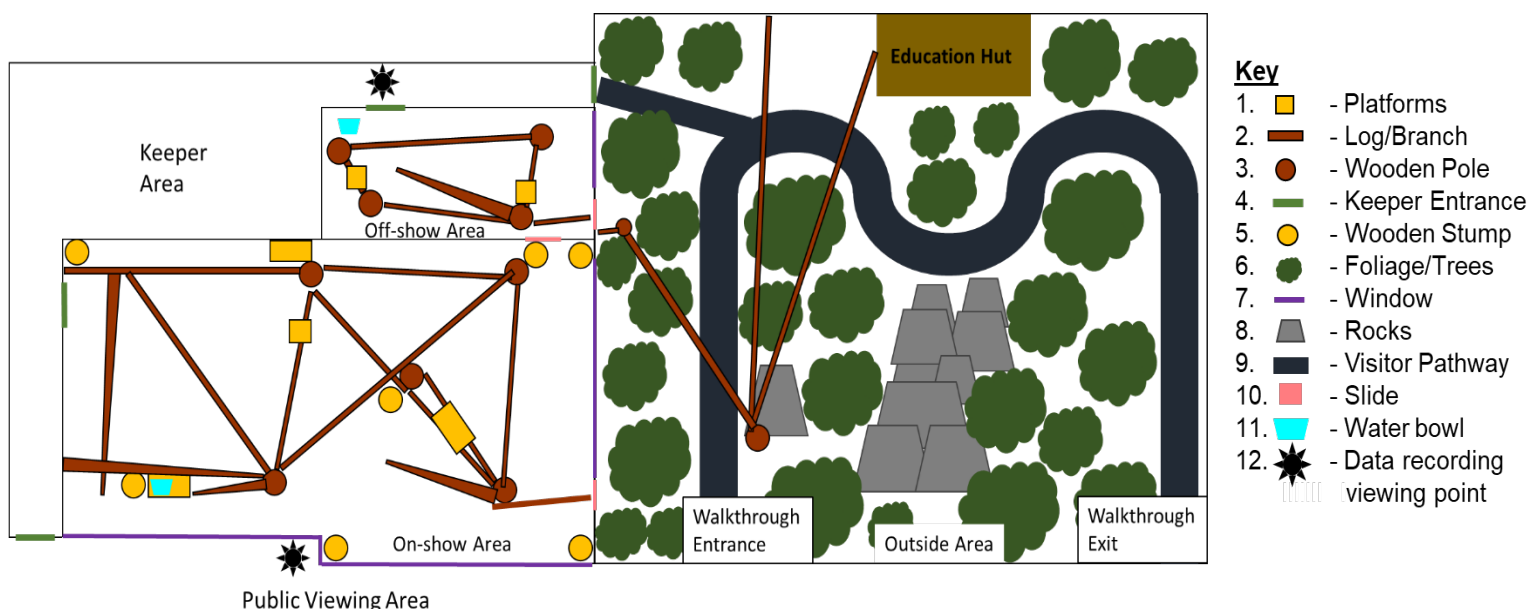 Education Hut
Keeper
Area
Off-show Area
On-show Area
Public Viewing Area
Walkthrough
Entrance
Outside Area
Walkthrough
Exit
Key
1. - Platforms
2. - Log/Branch
3. - Wooden Pole
4. - Keeper Entrance
5. - Wooden Stump
6. - Foliage/Trees
7. - Window
8. - Rocks
9. - Visitor Pathway
10. - Slide
11. - Water bowl
12. - Data recording
viewing point